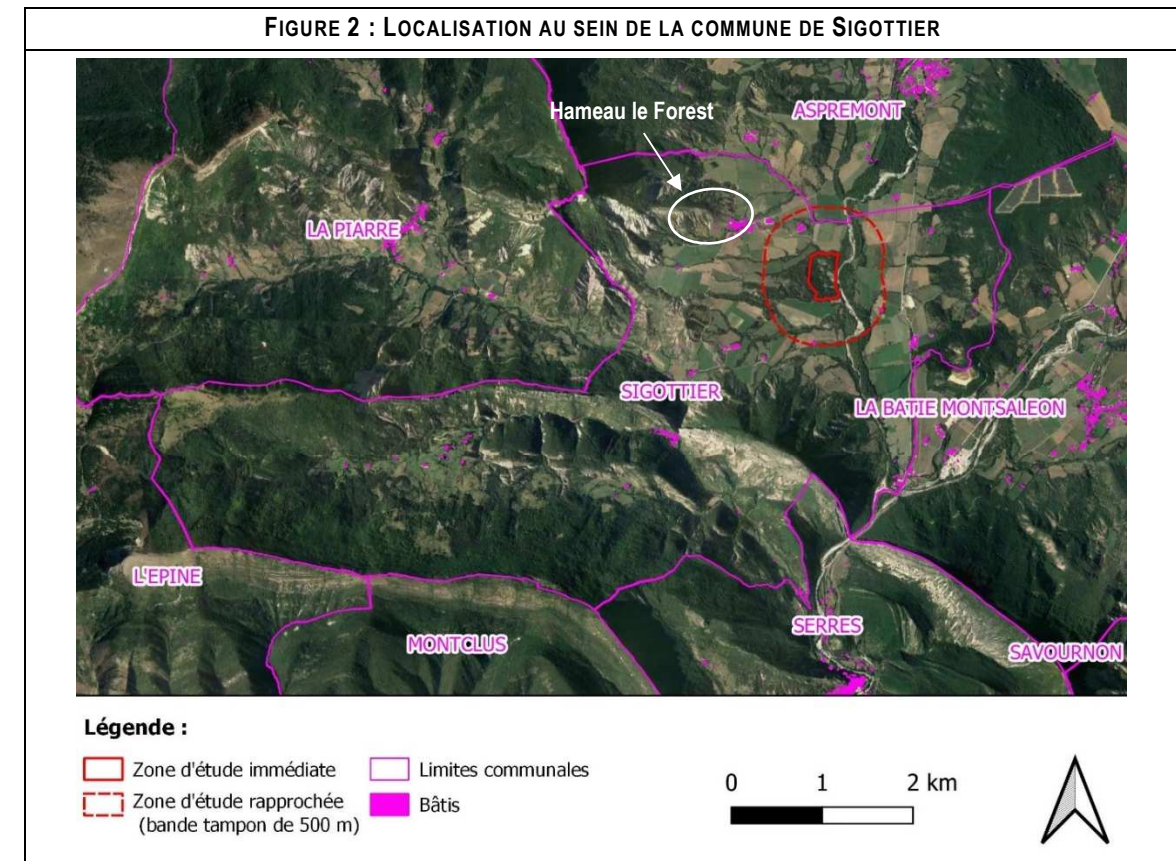 FIGURE 2 : LOCALISATION AU SEIN DE LA COMMUNE DE SIGOTTIER
Hameau le Forest
ASPREMONT
LA PIARRE
SIGOTTIER
LA BATIE MONTSALEON
L'EPINE
MONTCLUS
SERRES
SAVOURNON
Légende :
Zone d'étude immédiate
Limites communales
Zone d'étude rapprochée
(bande tampon de 500 m)
Bâtis
0 1 2 km